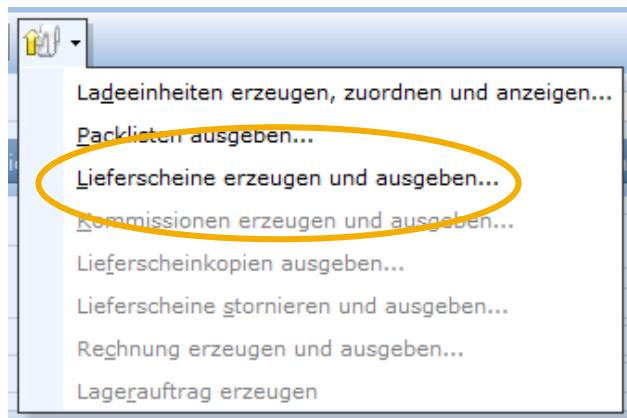 Ladeeinheiten erzeugen, zuordnen und anzeigen...
Packlisten ausgeben...
Lieferscheine erzeugen und ausgeben...
Kommissionen erzeugen und ausgeben...
Lieferscheinkopien ausgeben...
Lieferscheine stornieren und ausgeben...
Rechnung erzeugen und ausgeben...
Lagerauftrag erzeugen